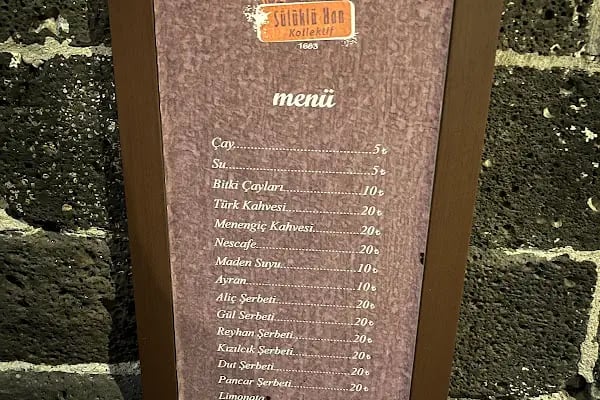 Sülüklü Han
Kollektif
1683
menü
Çay..........................5₺
Su..........................5₺
Bitki Çayları..................10₺
Türk Kahvesi..................20₺
Menengiç Kahvesi...........20₺
Nescafe........................20₺
Maden Suyu..................10₺
Ayran..........................10₺
Aliç Şerbeti....................20₺
Gül Serbeti....................20₺
Reyhan Şerbeti...............20₺
Kızılcık Şerbeti...............20₺
Dut Şerbeti....................20₺
Pancar Şerbeti...............20₺
Limonata